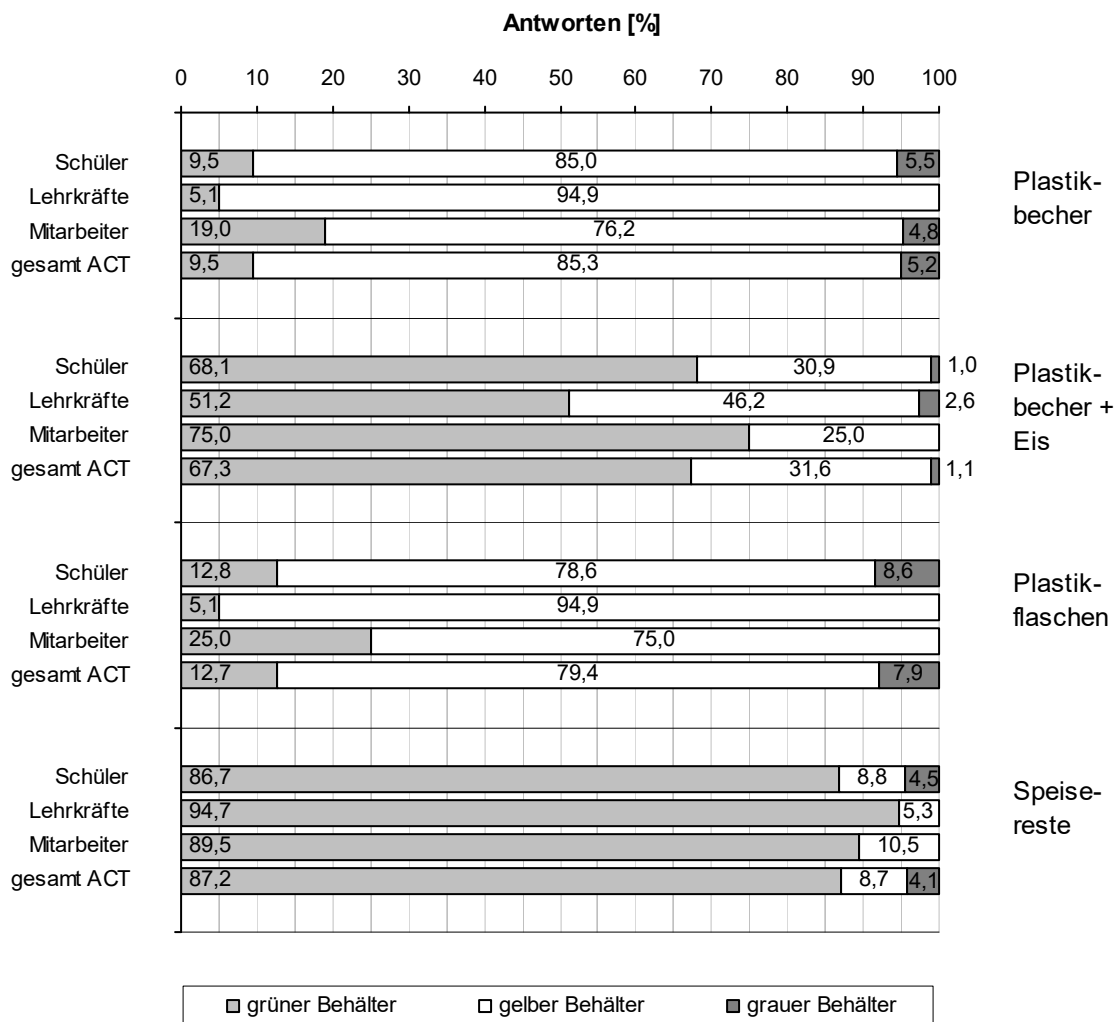 Antworten [%]
0 10 20 30 40 50 60 70 80 90 100
Schüler 9,5 85,0 5,5
Lehrkräfte 5,1 94,9
Mitarbeiter 19,0 76,2 4,8
gesamt ACT 9,5 85,3 5,2
Plastik-
becher
Schüler 68,1 30,9 1,0
Lehrkräfte 51,2 46,2 2,6
Mitarbeiter 75,0 25,0
gesamt ACT 67,3 31,6 1,1
Plastik-
becher +
Eis
Schüler 12,8 78,6 8,6
Lehrkräfte 5,1 94,9
Mitarbeiter 25,0 75,0
gesamt ACT 12,7 79,4 7,9
Plastik-
flaschen
Schüler 86,7 8,8 4,5
Lehrkräfte 94,7 5,3
Mitarbeiter 89,5 10,5
gesamt ACT 87,2 8,7 4,1
Speise-
reste
grüner Behälter gelber Behälter grauer Behälter